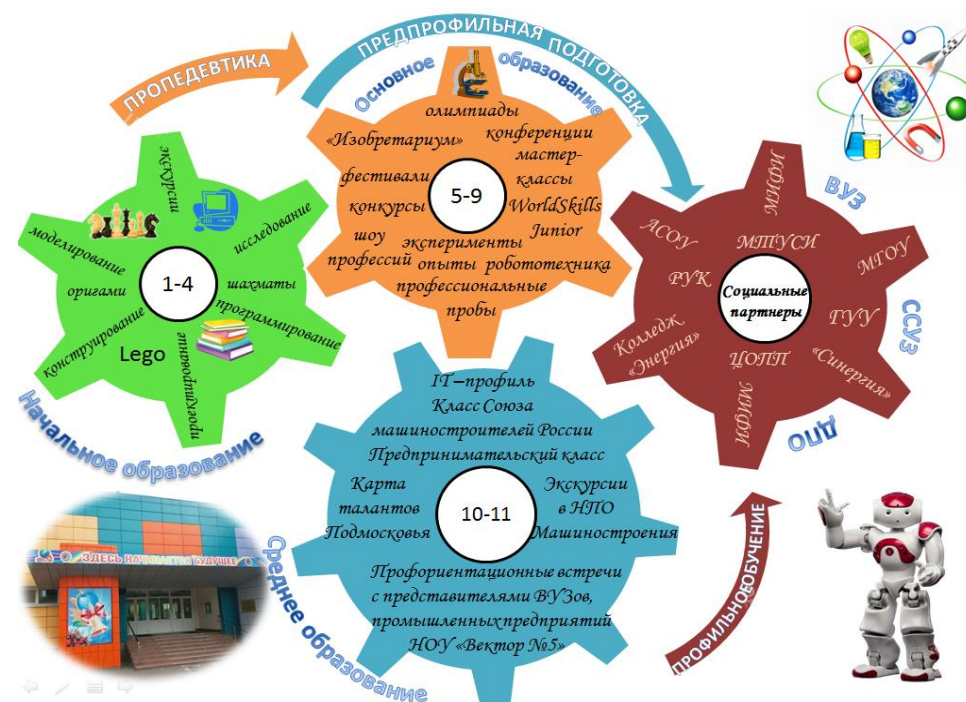 ПРОПЕДЕВТИКА
ПРЕДПРОФИЛЬНАЯ ПОДГОТОВКА
Основное образование
олимпиады
«Изобретариум»
конференции
мастер-
классы
фестивали
5-9
конкурсы
WorldSkills
Junior
шоу
профессий
эксперименты
опыты
робототехника
профессиональные
пробы
экскурсии
моделирование
исследование
оригами
1-4
шахматы
конструирование
программирование
Lego
проектирование
Начальное образование
ВУЗ
МИФИ
АСОУ
МТУСИ
МГОУ
РУК
Социальные
партнеры
ГУУ
ССУЗ
Колледж
«Энергия»
ЦОПП
«Синергия»
МИФИ
ДПО
IT –профиль
Класс Союза
машиностроителей России
Предпринимательский класс
Карта
талантов
Подмосковья
10-11
Экскурсии
в НПО
Машиностроения
Профориентационные встречи
с представителями ВУЗов,
промышленных предприятий
НОУ «Вектор №5»
Среднее образование
ПРОФИЛЬНОЕ ОБУЧЕНИЕ
ЗДЕСЬ НАЧИНАЕТСЯ БУДУЩЕЕ